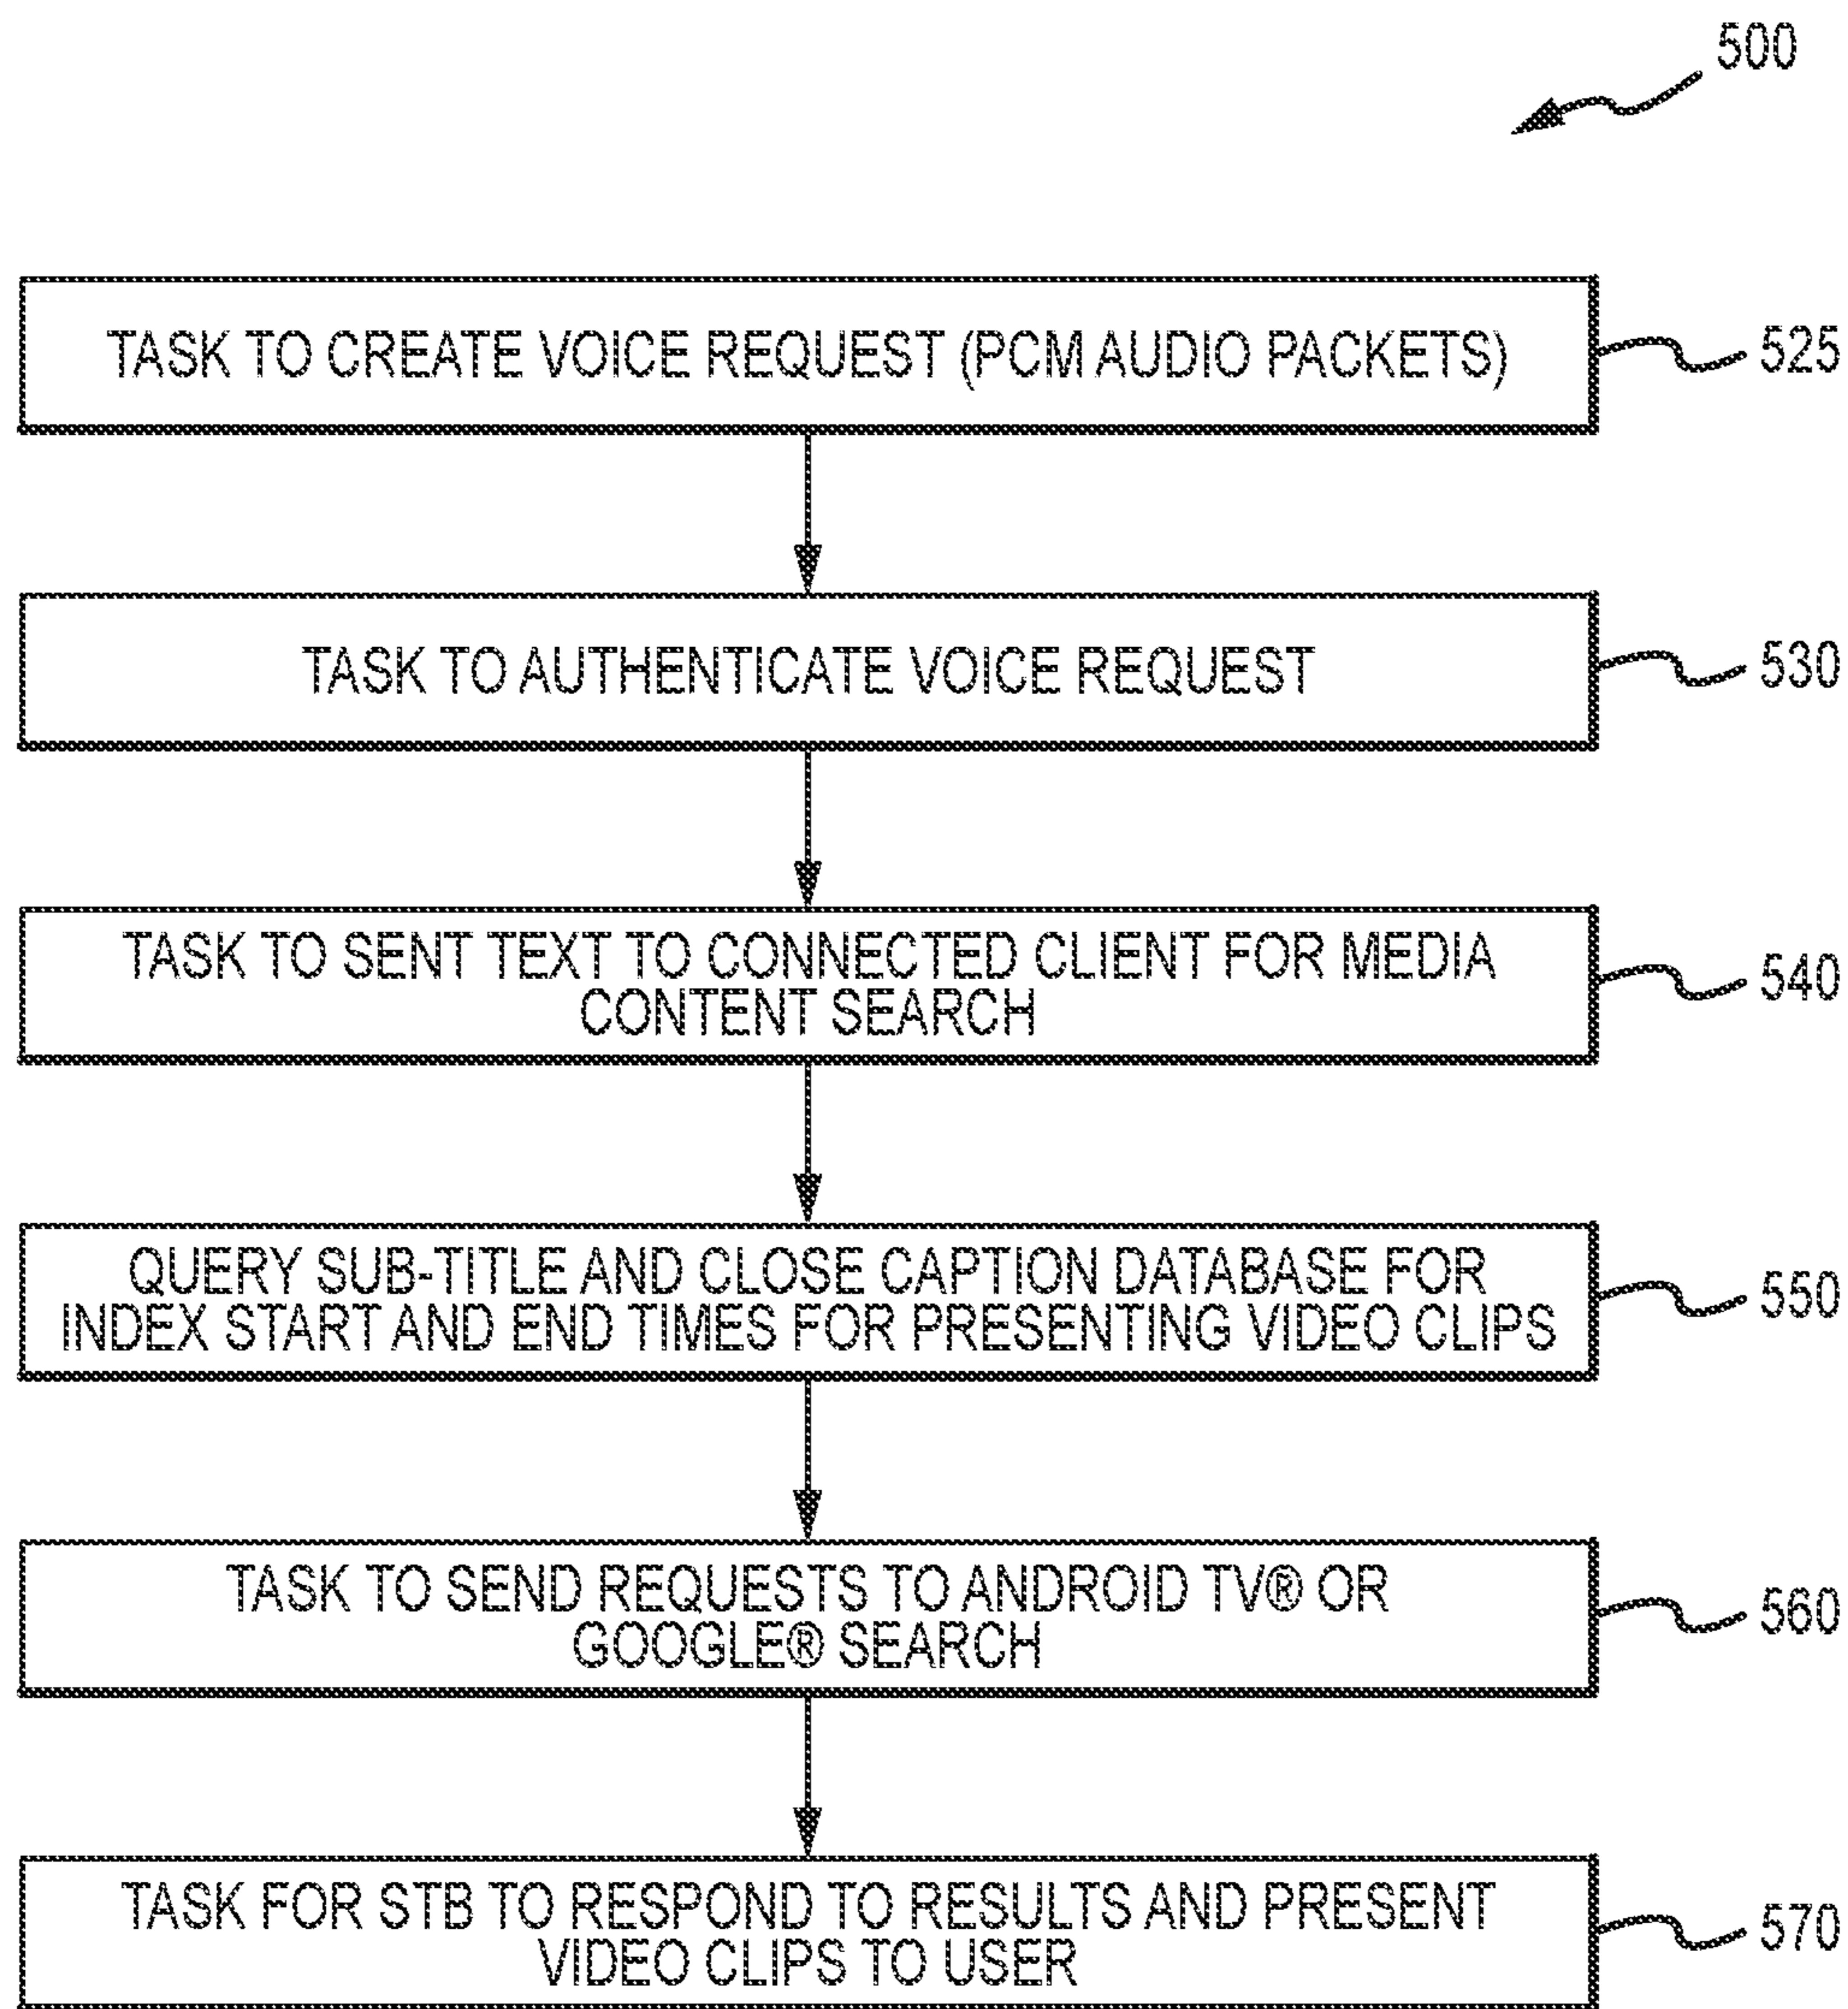 500
TASK TO CREATE VOICE REQUEST (PCM AUDIO PACKETS)
525
TASK TO AUTHENTICATE VOICE REQUEST
530
TASK TO SENT TEXT TO CONNECTED CLIENT FOR MEDIA
CONTENT SEARCH
540
QUERY SUB-TITLE AND CLOSE CAPTION DATABASE FOR
INDEX START AND END TIMES FOR PRESENTING VIDEO CLIPS
550
TASK TO SEND REQUESTS TO ANDROID TV® OR
GOOGLE® SEARCH
560
TASK FOR STB TO RESPOND TO RESULTS AND PRESENT
VIDEO CLIPS TO USER
570